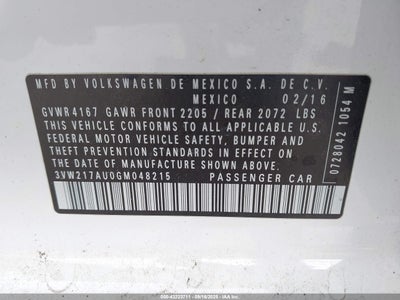 MFD BY VOLKSWAGEN DE MEXICO S.A. DE C.V.
MEXICO 02/16
GVWR 4167 GAWR FRONT 2205 / REAR 2072 LBS
THIS VEHICLE CONFORMS TO ALL APPLICABLE U.S.
FEDERAL MOTOR VEHICLE SAFETY, BUMPER AND
THEFT PREVENTION STANDARDS IN EFFECT ON
THE DATE OF MANUFACTURE SHOWN ABOVE.
3VW217AU0GM048215 PASSENGER CAR
0728042 1054 M